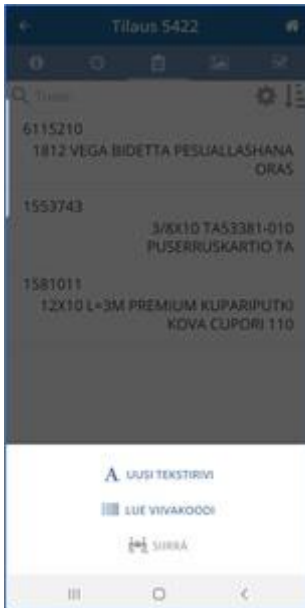 Tilaus 5422
6115210
1812 VEGA BIDETTA PESUALLASHANA
ORAS
1553743
3/8X10 TA53381-010
PUSERRUSKARTIO TA
1581011
12X10 L=3M PREMIUM KUPARIPUTKI
KOVA CUPORI 110
UUSI TEKSTIRIVI
LUE VIIVAKOODI
SIIRRÄ